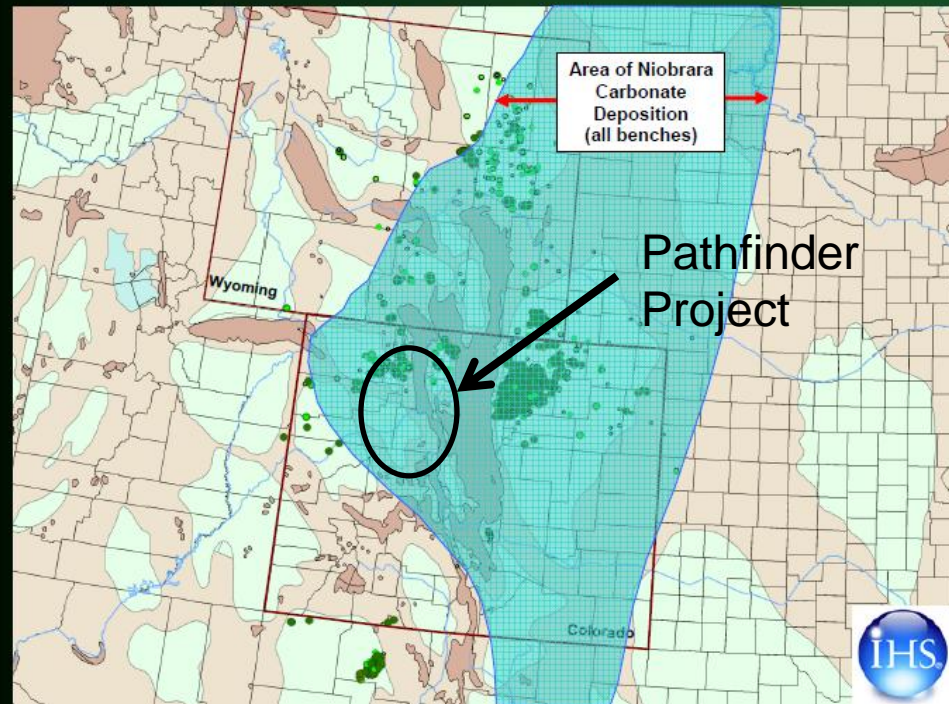 Area of Niobrara
Carbonate
Deposition
(all benches)
Pathfinder
Project
Wyoming
Colorado
IHS